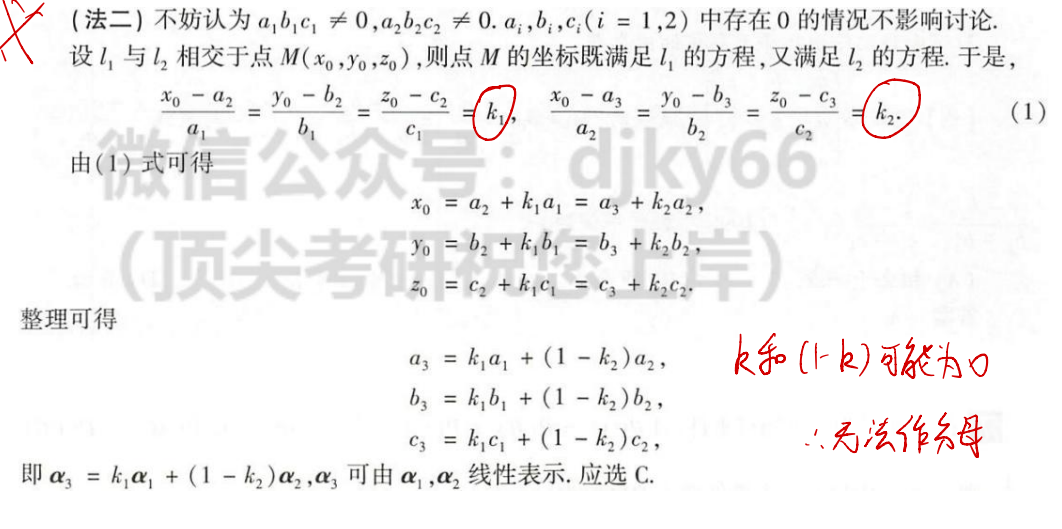 (法二) 不妨认为 a₁b₁c₁ ≠ 0,a₂b₂c₂ ≠ 0. aᵢ,bᵢ,cᵢ(i = 1,2) 中存在 0 的情况不影响讨论.
设 l₁ 与 l₂ 相交于点 M(x₀,y₀,z₀),则点 M 的坐标既满足 l₁ 的方程,又满足 l₂ 的方程. 于是,
(x₀ − a₂)/a₁ = (y₀ − b₂)/b₁ = (z₀ − c₂)/c₁ = k₁, (x₀ − a₃)/a₂ = (y₀ − b₃)/b₂ = (z₀ − c₃)/c₂ = k₂. (1)
微信公众号：djky66
由(1) 式可得
x₀ = a₂ + k₁a₁ = a₃ + k₂a₂,
(顶尖考研祝您上岸)
y₀ = b₂ + k₁b₁ = b₃ + k₂b₂,
z₀ = c₂ + k₁c₁ = c₃ + k₂c₂.
整理可得
a₃ = k₁a₁ + (1 − k₂)a₂,
k和(1-k)可能为0
b₃ = k₁b₁ + (1 − k₂)b₂,
c₃ = k₁c₁ + (1 − k₂)c₂,
∴无法作分母
即 α₃ = k₁α₁ + (1 − k₂)α₂,α₃ 可由 α₁,α₂ 线性表示. 应选 C.